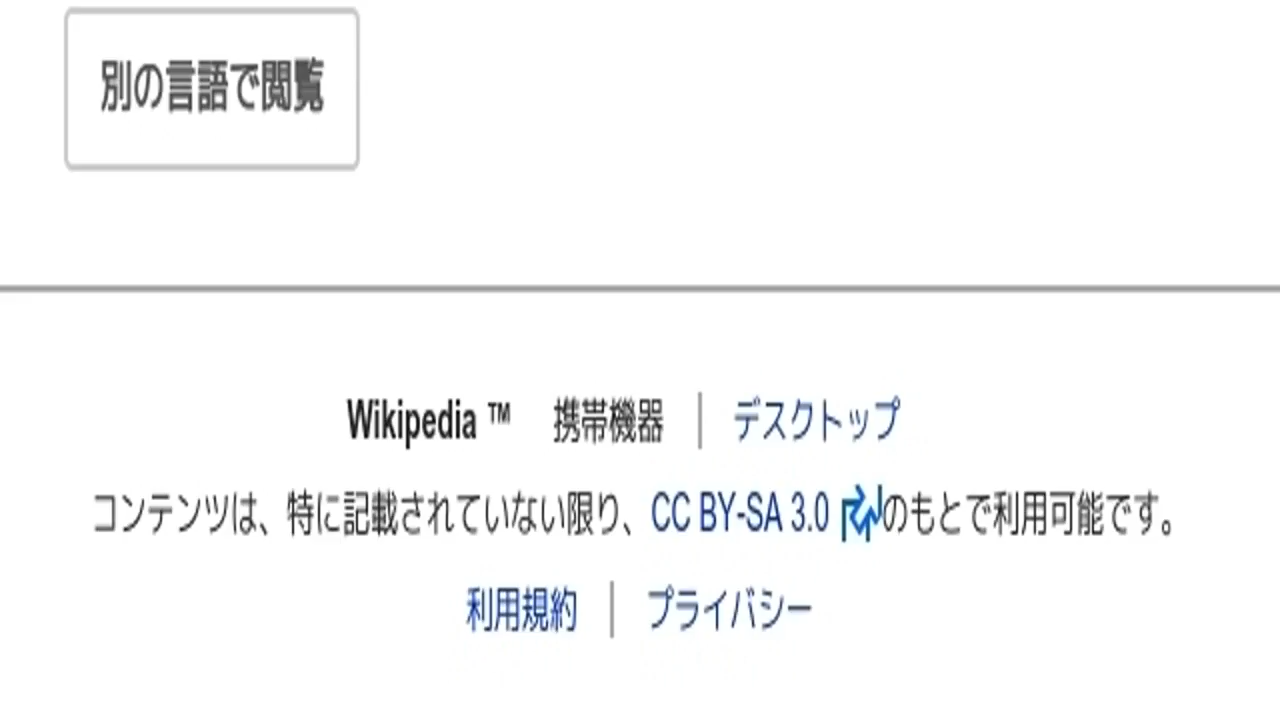 別の言語で閲覧
Wikipedia ™ 携帯機器 | デスクトップ
コンテンツは、特に記載されていない限り、CC BY-SA 3.0 のもとで利用可能です。
利用規約 | プライバシー